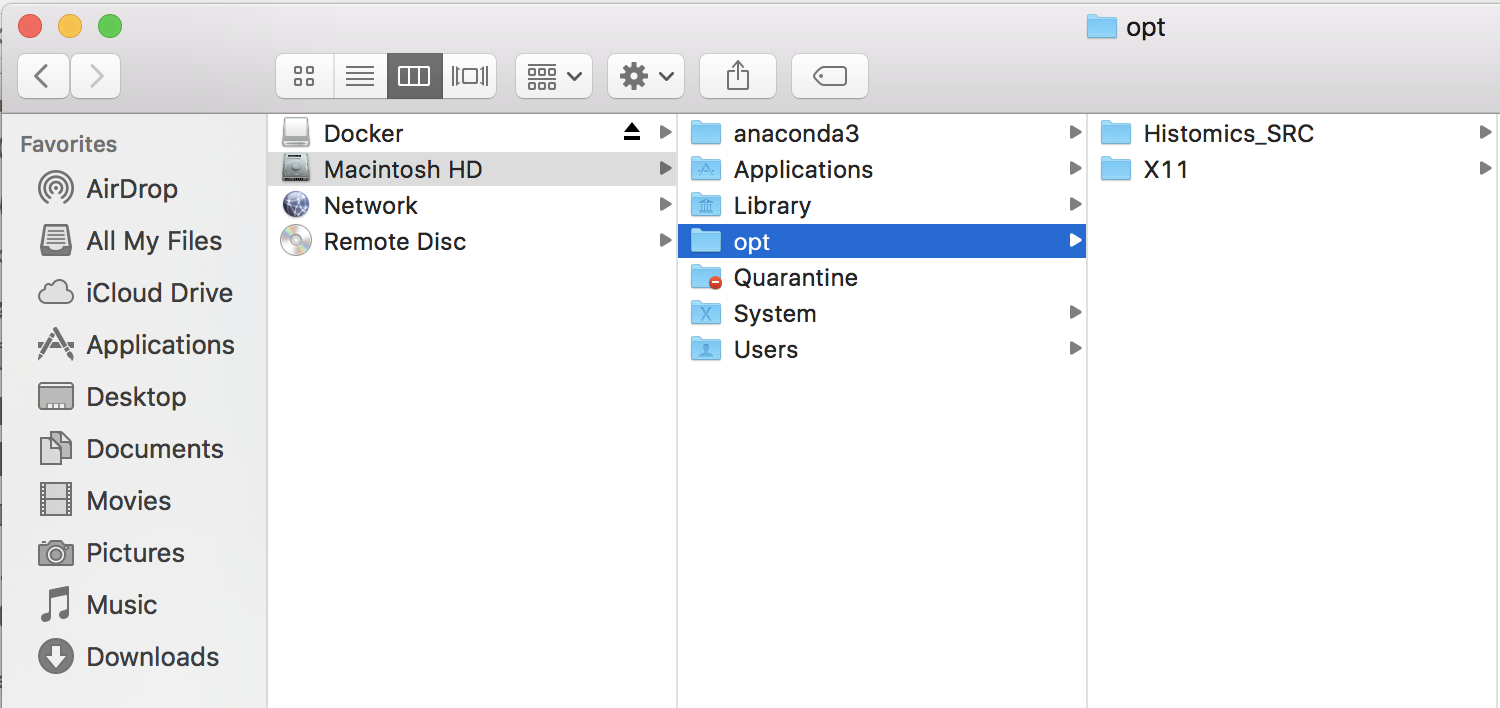 opt
Favorites
AirDrop
All My Files
iCloud Drive
Applications
Desktop
Documents
Movies
Pictures
Music
Downloads
Docker
Macintosh HD
Network
Remote Disc
anaconda3
Applications
Library
opt
Quarantine
System
Users
Histomics_SRC
X11